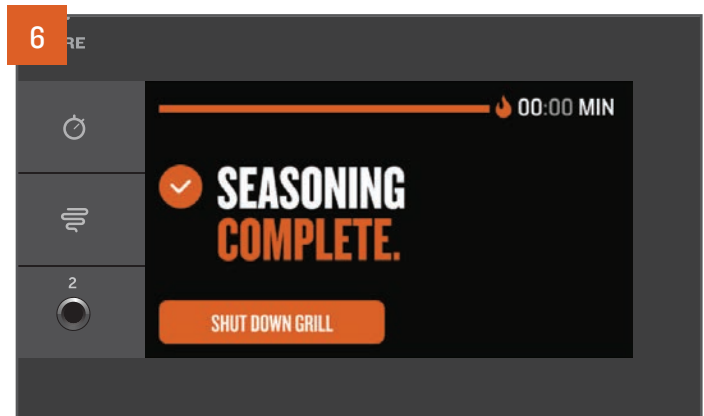 6
RE
00:00 MIN
SEASONING
COMPLETE.
2
SHUT DOWN GRILL